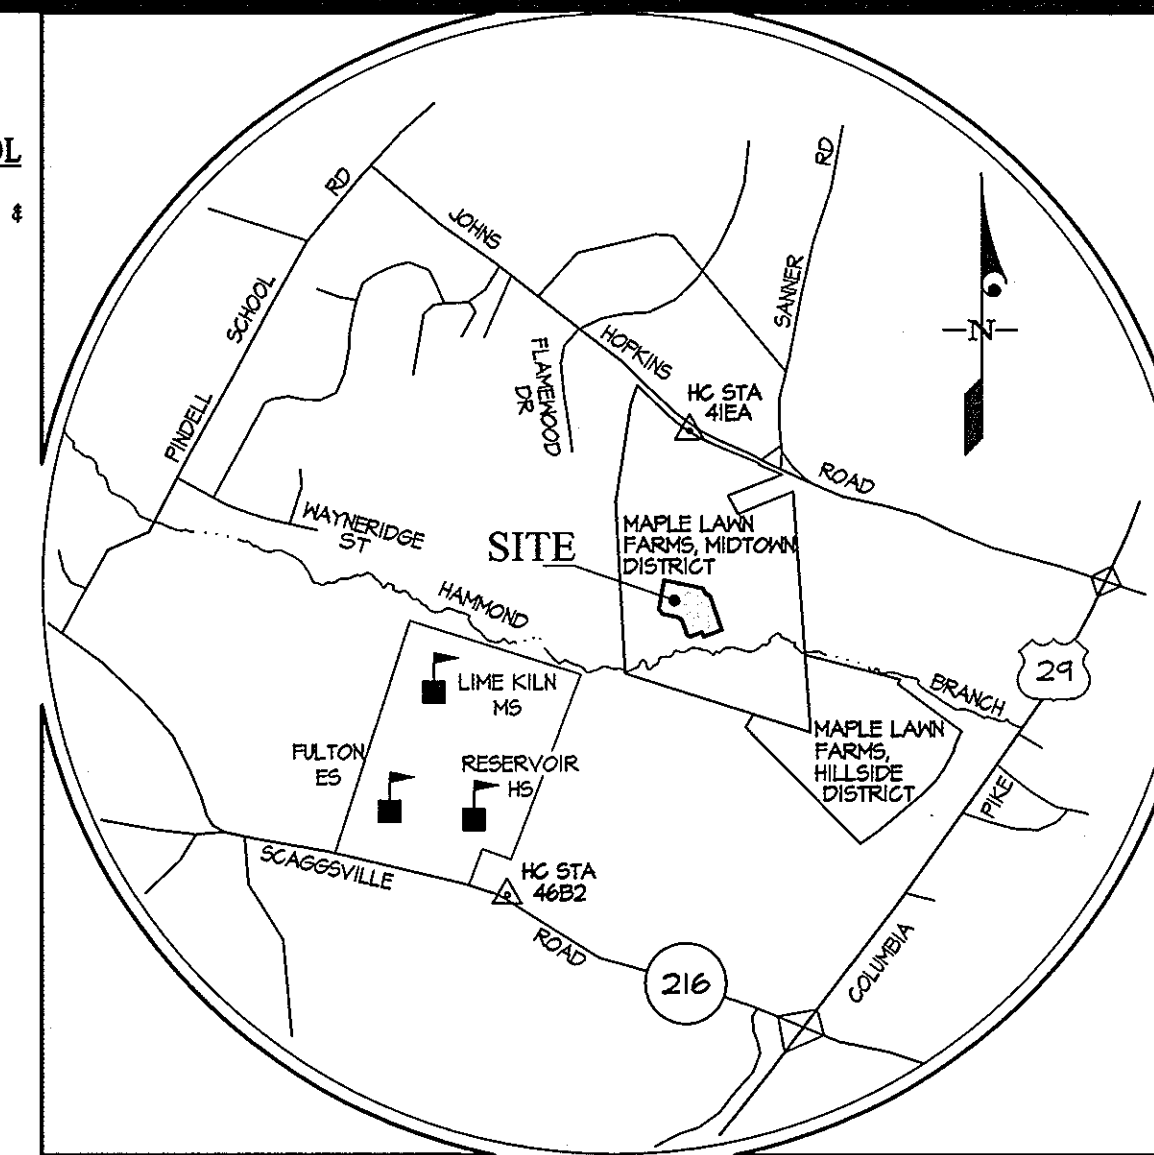 OL
&
RD
JOHNS
RD
SCHOOL
SANNER
HOPKINS
FLAMEWOOD
DR
N
HC STA
41EA
PINDELL
ROAD
WAYNERIDGE
ST
SITE
MAPLE LAWN
FARMS, MIDTOWN
DISTRICT
HAMMOND
29
LIME KILN
MS
BRANCH
FULTON
ES
RESERVOIR
HS
MAPLE LAWN
FARMS,
HILLSIDE
DISTRICT
PIKE
SCAGGSVILLE
HC STA
46B2
ROAD
COLUMBIA
216